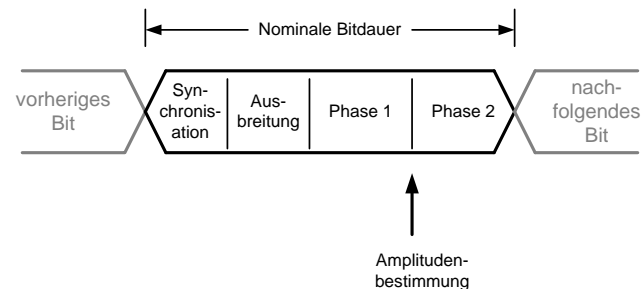 Nominale Bitdauer
vorheriges
Bit
Syn-
chronis-
ation
Aus-
breitung
Phase 1
Phase 2
nach-
folgendes
Bit
Amplituden-
bestimmung